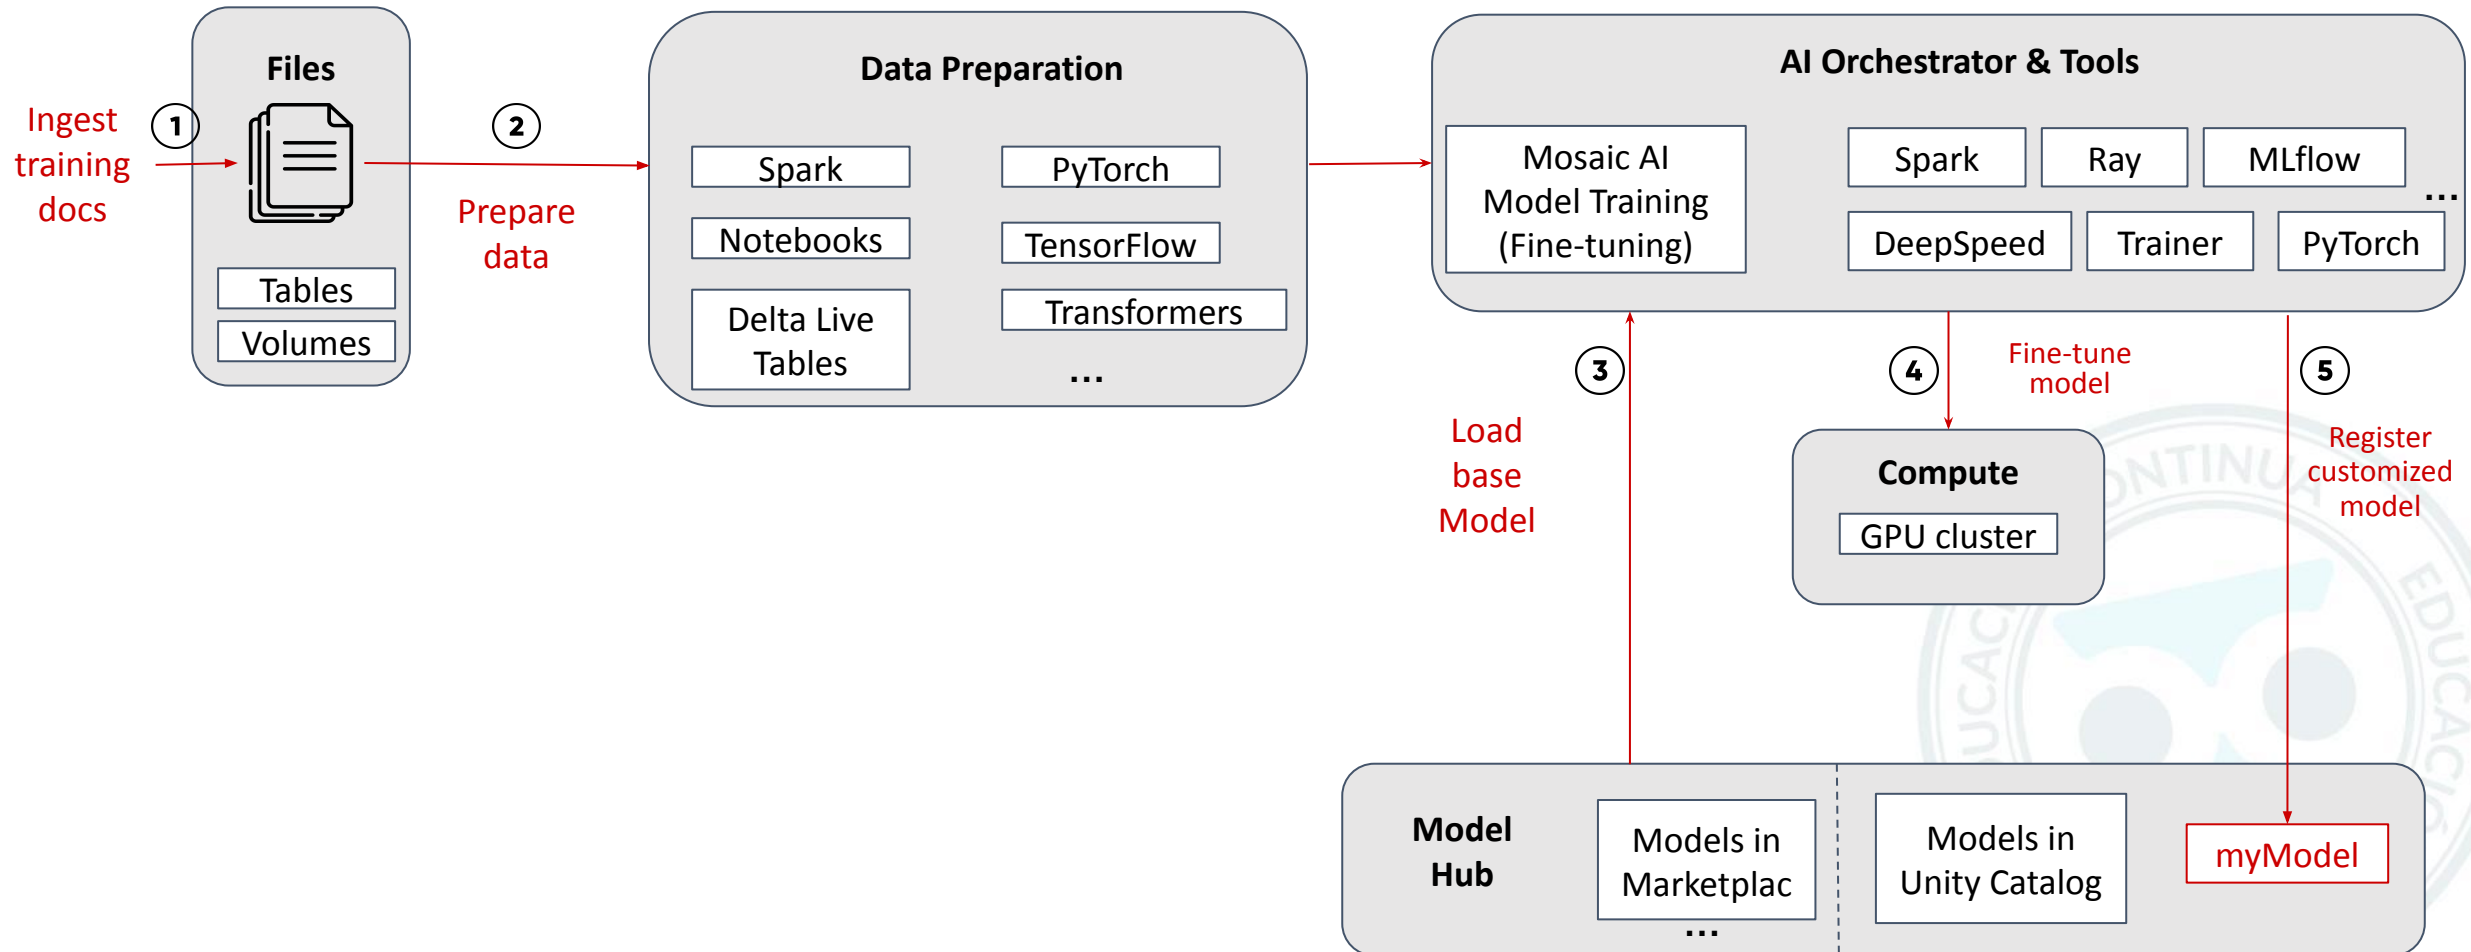 Files
Ingest
training
docs
1
Tables
Volumes
2
Prepare
data
Data Preparation
Spark
PyTorch
Notebooks
TensorFlow
Delta Live
Tables
Transformers
...
AI Orchestrator & Tools
Mosaic AI
Model Training
(Fine-tuning)
Spark
Ray
MLflow
...
DeepSpeed
Trainer
PyTorch
3
Load
base
Model
4
Fine-tune
model
5
Register
customized
model
Compute
GPU cluster
Model
Hub
Models in
Marketplac
...
Models in
Unity Catalog
myModel